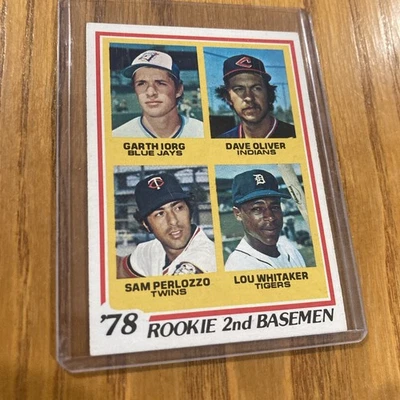 GARTH IORG
BLUE JAYS
DAVE OLIVER
INDIANS
SAM PERLOZZO
TWINS
LOU WHITAKER
TIGERS
'78 ROOKIE 2nd BASEMEN